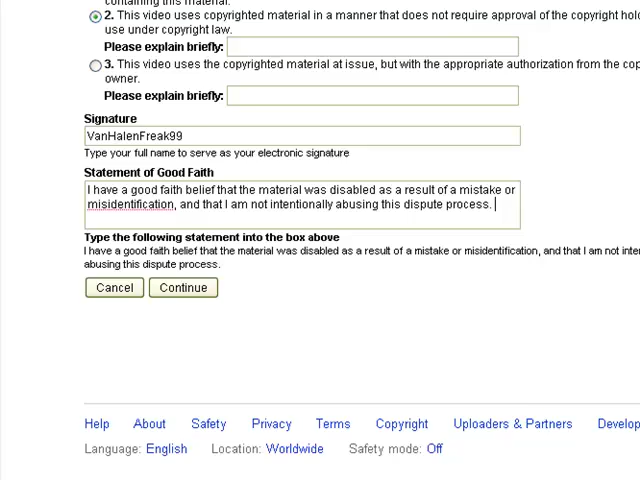 containing this material.
2. This video uses copyrighted material in a manner that does not require approval of the copyright hol
use under copyright law.
Please explain briefly:
3. This video uses the copyrighted material at issue, but with the appropriate authorization from the cop
owner.
Please explain briefly:
Signature
VanHalenFreak99
Type your full name to serve as your electronic signature
Statement of Good Faith
I have a good faith belief that the material was disabled as a result of a mistake or
misidentification, and that I am not intentionally abusing this dispute process.
Type the following statement into the box above
I have a good faith belief that the material was disabled as a result of a mistake or misidentification, and that I am not inten
abusing this dispute process.
Cancel Continue
Help About Safety Privacy Terms Copyright Uploaders & Partners Develop
Language: English Location: Worldwide Safety mode: Off